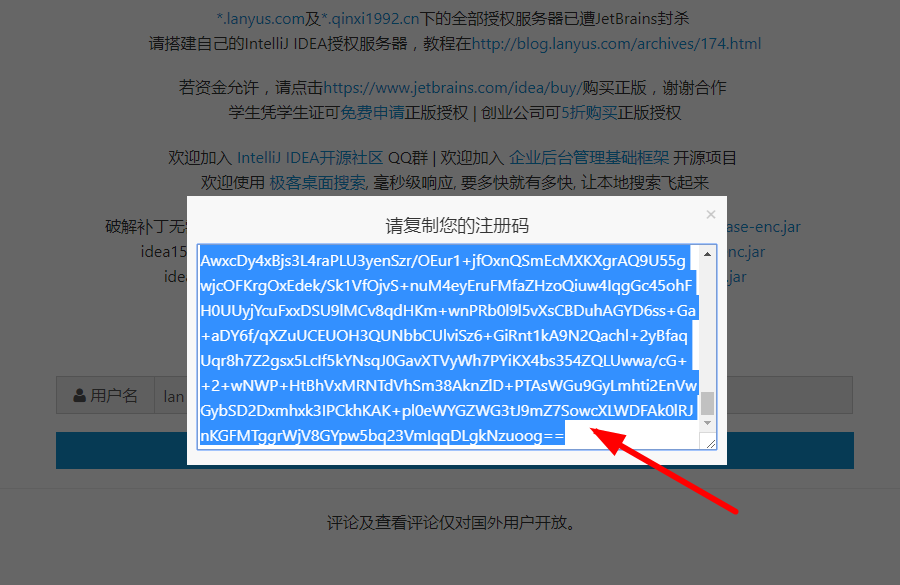 *.lanyus.com及*.qinxi1992.cn下的全部授权服务器已遭JetBrains封杀
请搭建自己的IntelliJ IDEA授权服务器，教程在http://blog.lanyus.com/archives/174.html
若资金允许，请点击https://www.jetbrains.com/idea/buy/购买正版，谢谢合作
学生凭学生证可免费申请正版授权 | 创业公司可5折购买正版授权
欢迎加入 IntelliJ IDEA开源社区 QQ群 | 欢迎加入 企业后台管理基础框架 开源项目
欢迎使用 极客桌面搜索, 毫秒级响应, 要多快就有多快, 让本地搜索飞起来
破解补丁无 ase-enc.jar
idea15 nc.jar
idea .jar
×
请复制您的注册码
AwxcDy4xBjs3L4raPLU3yenSzr/OEur1+jfOxnQSmEcMXKXgrAQ9U55g
wjcOFKrgOxEdek/Sk1VfOjvS+nuM4eyEruFMfaZHzoQiuw4IqgGc45ohF
H0UUyjYcuFxxDSU9lMCv8qdHKm+wnPRb0l9l5vXsCBDuhAGYD6ss+Ga
+aDY6f/qXZuUCEUOH3QUNbbCUlviSz6+GiRnt1kA9N2Qachl+2yBfaq
Uqr8h7Z2gsx5LcIf5kYNsqJ0GavXTVyWh7PYiKX4bs354ZQLUwwa/cG+
+2+wNWP+HtBhVxMRNTdVhSm38AknZlD+PTAsWGu9GyLmhti2EnVw
GybSD2Dxmhxk3IPCkhKAK+pl0eWYGZWG3tJ9mZ7SowcXLWDFAk0lRJ
nKGFMTggrWjV8GYpw5bq23VmIqqDLgkNzuoog==
用户名 lan
评论及查看评论仅对国外用户开放。